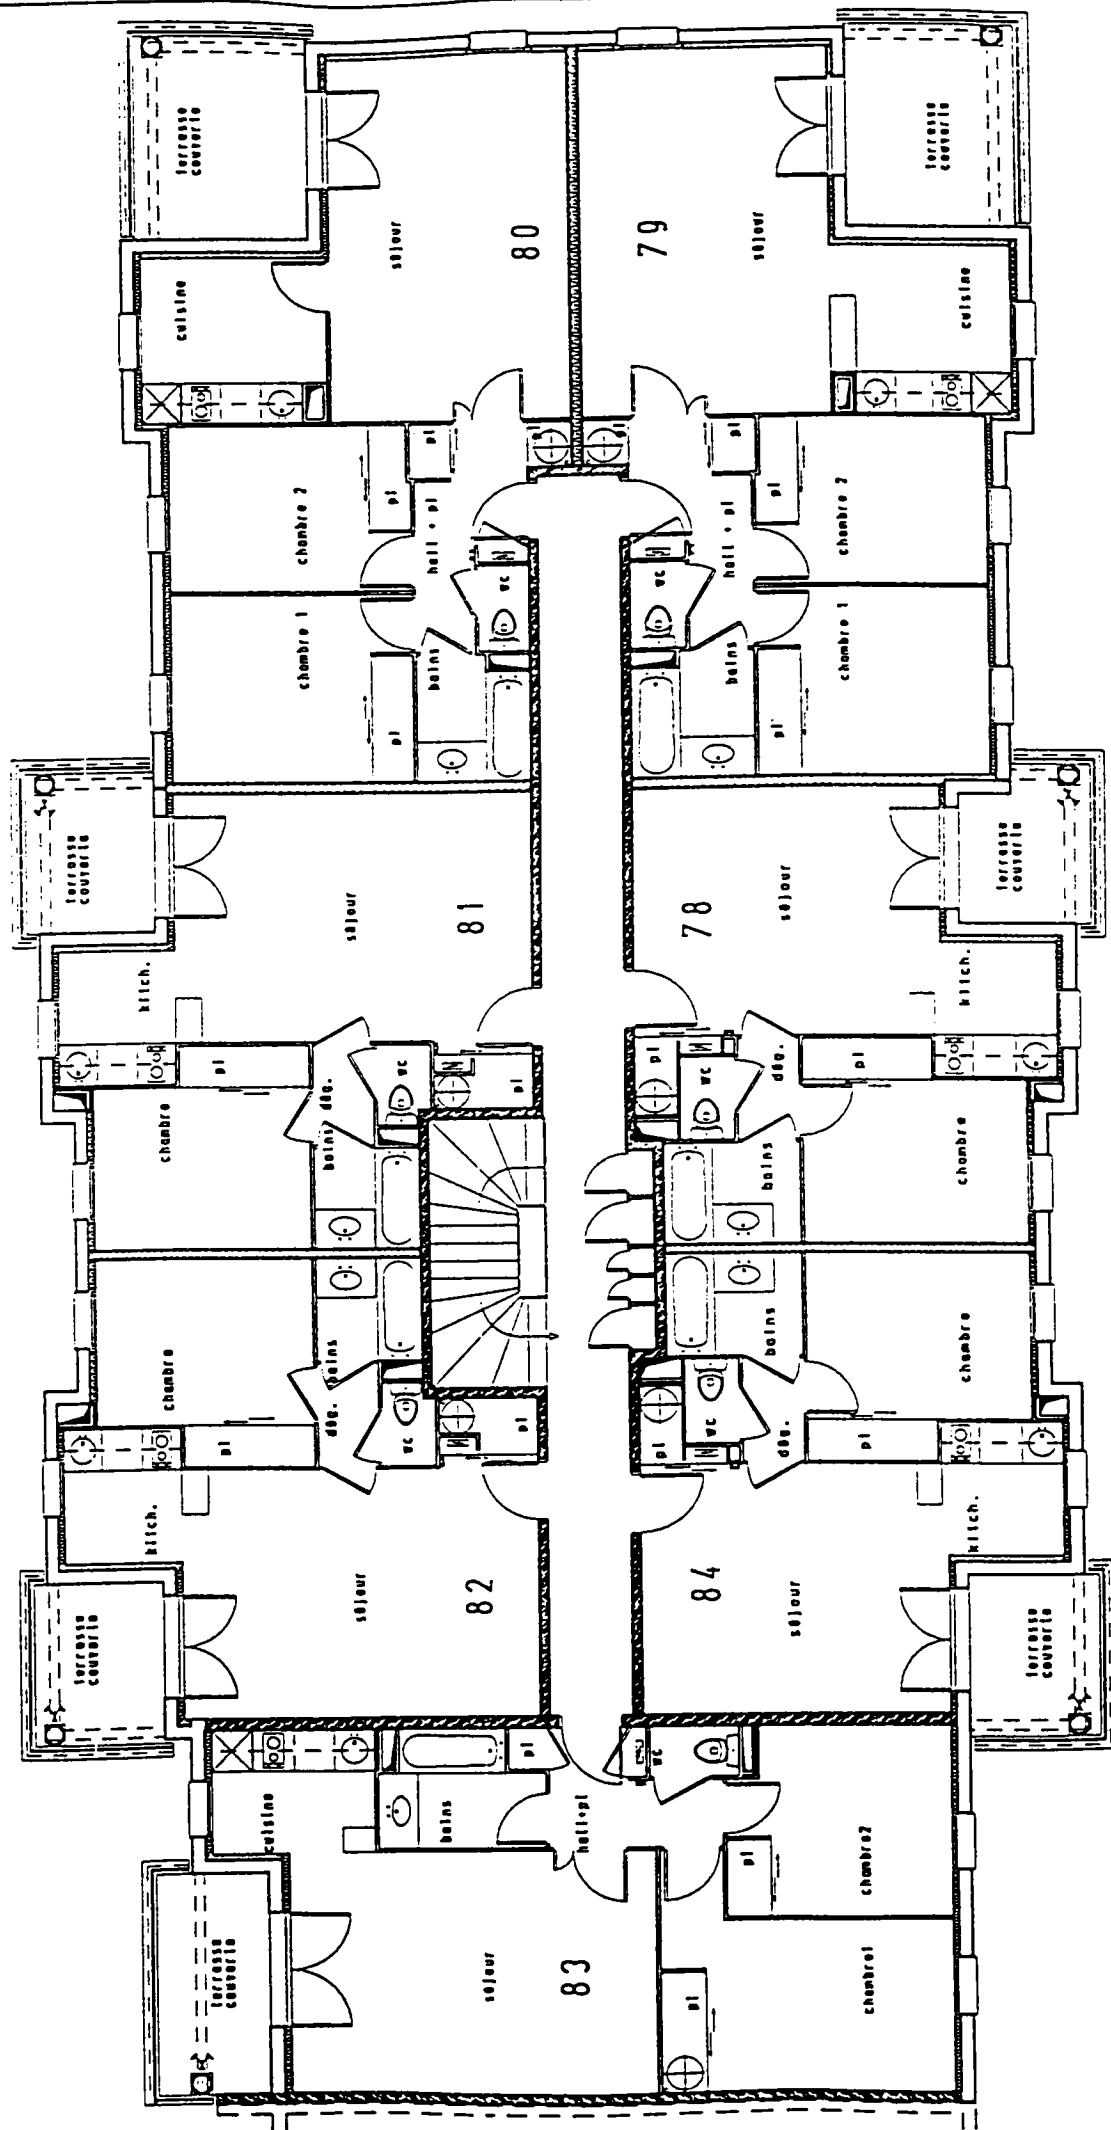 terrasse
couverte
terrasse
couverte
séjour
80
79
séjour
cuisine
cuisine
pl
pl
pl
pl
chambre 2
pl
hall + pl
hall + pl
pl
chambre 2
wc
wc
chambre 1
bains
bains
chambre 1
pl
pl
terrasse
couverte
séjour
81
78
séjour
terrasse
couverte
kitch.
kitch.
pl
dég.
wc
pl
pl
wc
dég.
pl
chambre
bains
bains
chambre
chambre
bains
bains
chambre
pl
dég.
wc
pl
pl
wc
dég.
pl
kitch.
kitch.
terrasse
couverte
séjour
82
84
séjour
terrasse
couverte
cuisine
bains
pl
hall+pl
wc
pl
chambre2
terrasse
couverte
séjour
83
pl
chambre1